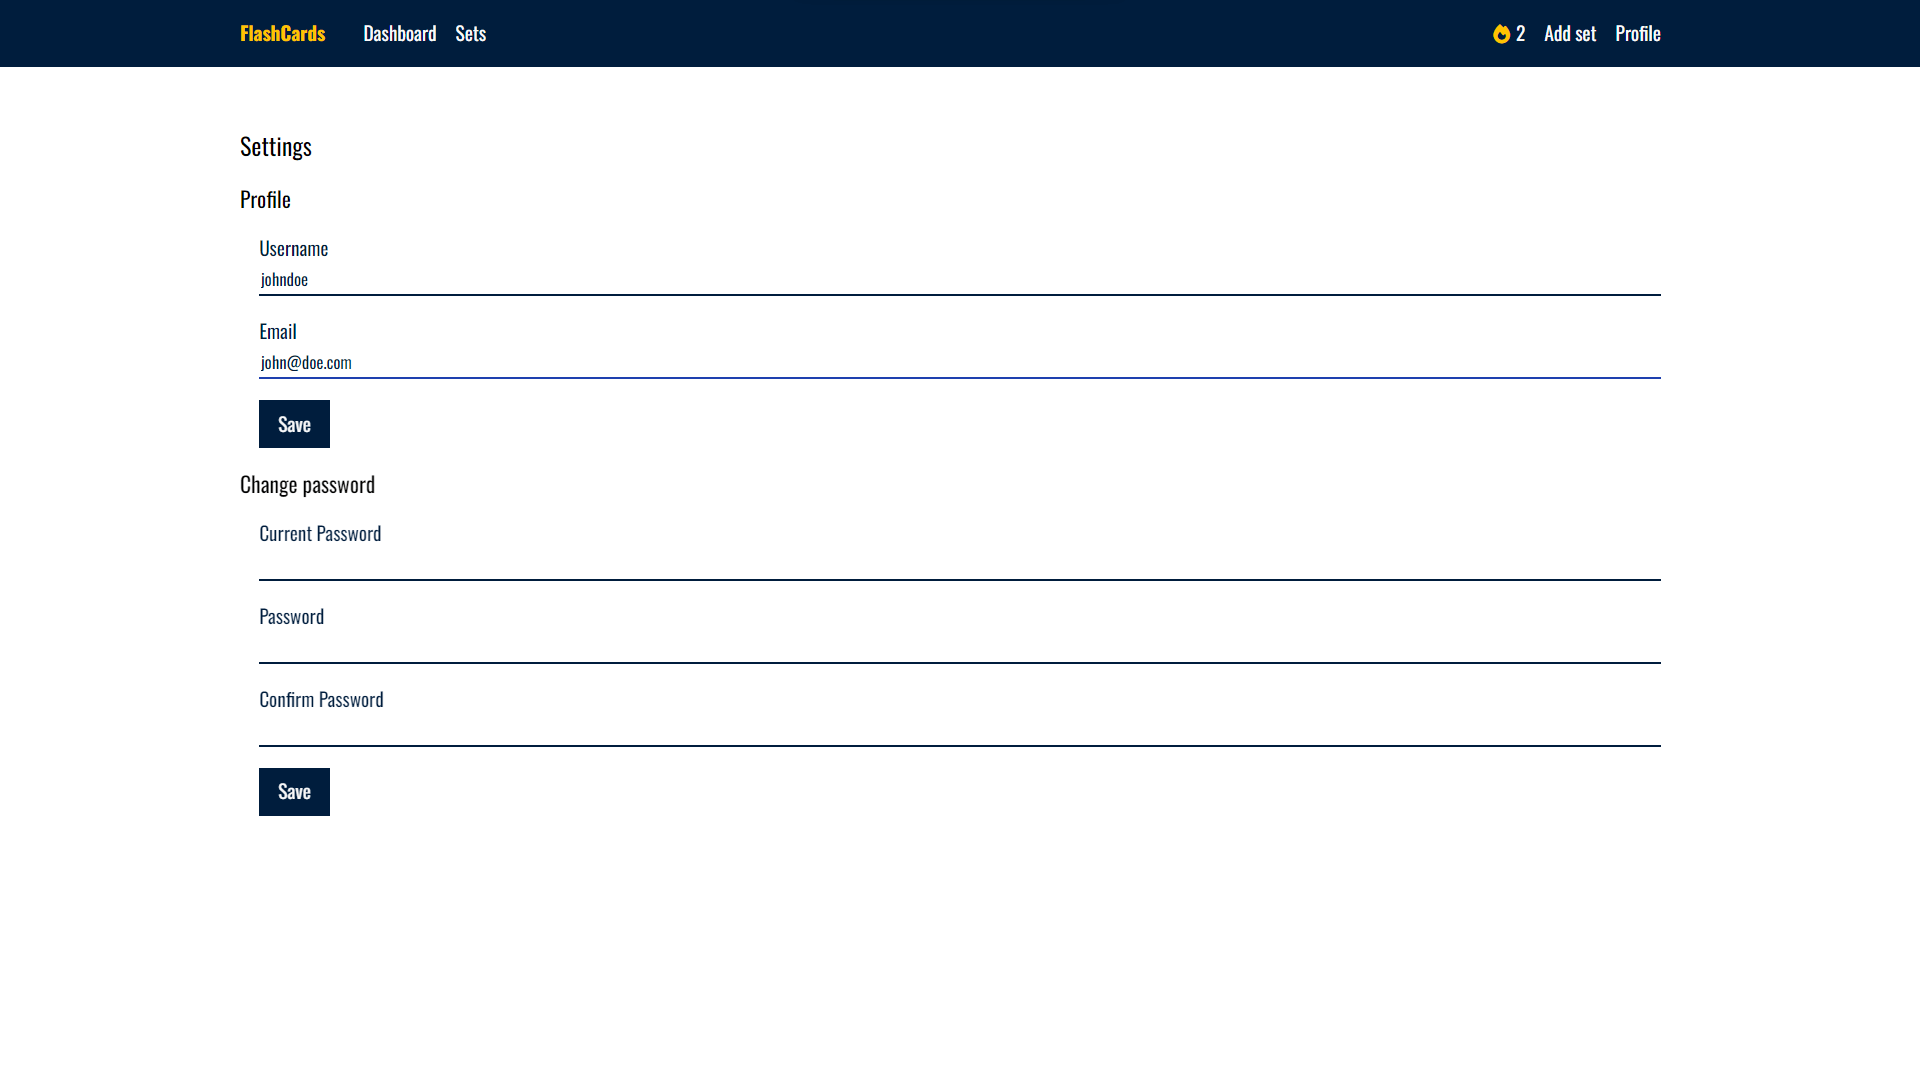 FlashCards Dashboard Sets 2 Add set Profile
Settings
Profile
Username
johndoe
Email
john@doe.com
Save
Change password
Current Password
Password
Confirm Password
Save